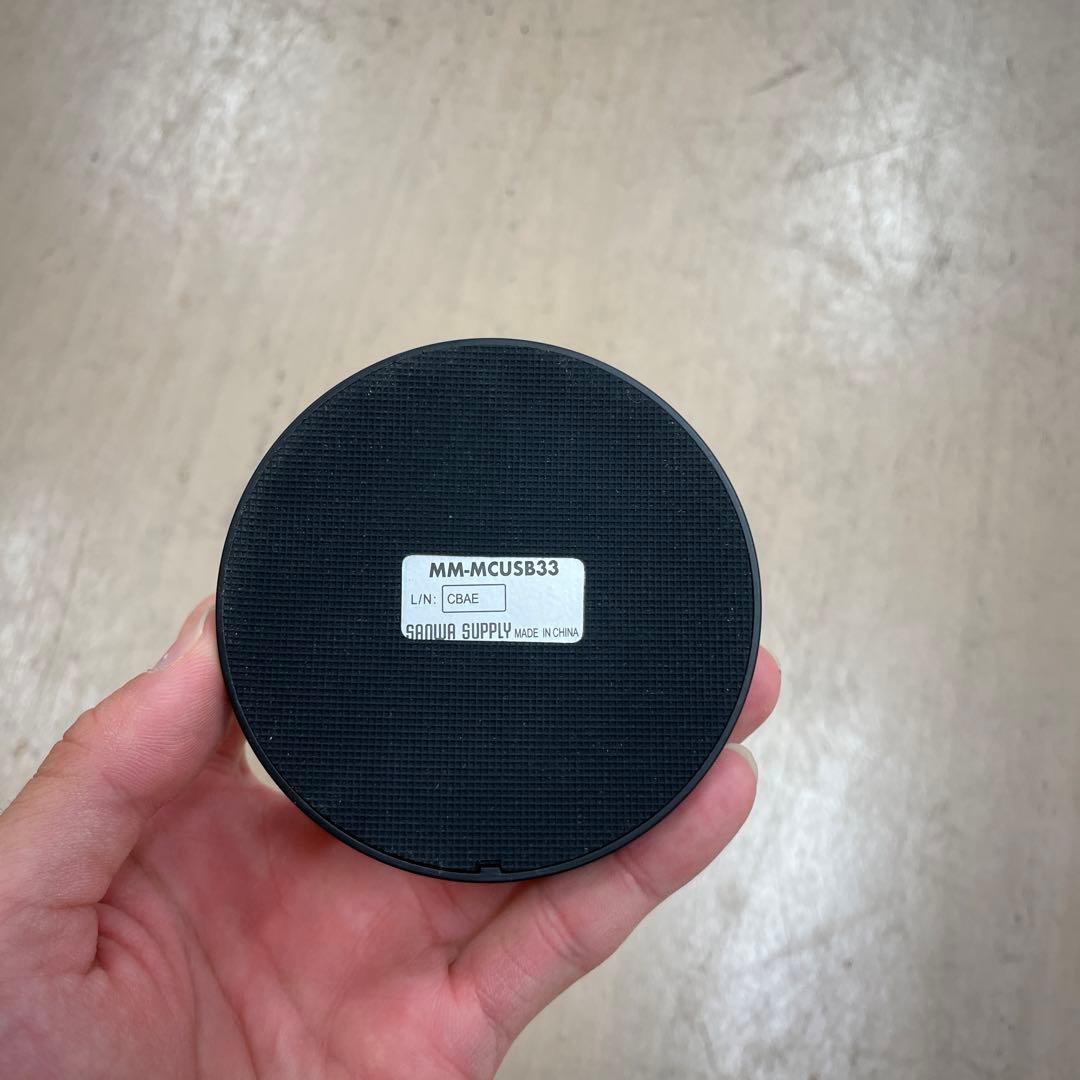 MM-MCUSB33
L/N: CBAE
SANWA SUPPLY MADE IN CHINA